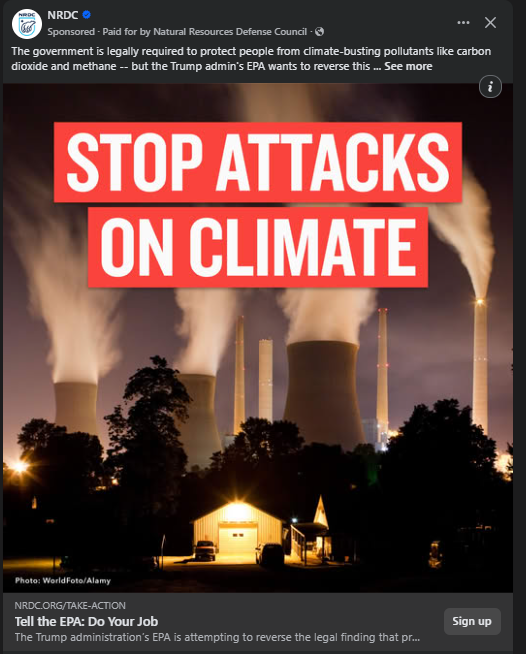 NRDC
Sponsored · Paid for by Natural Resources Defense Council ·
The government is legally required to protect people from climate-busting pollutants like carbon
dioxide and methane -- but the Trump admin's EPA wants to reverse this ... See more
STOP ATTACKS
ON CLIMATE
Photo: WorldFoto/Alamy
NRDC.ORG/TAKE-ACTION
Tell the EPA: Do Your Job
Sign up
The Trump administration's EPA is attempting to reverse the legal finding that pr...